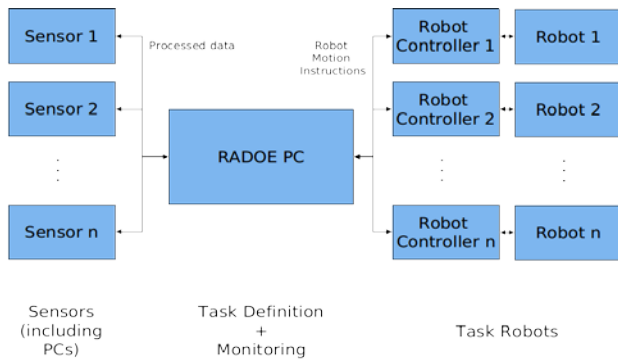 Sensor 1
Processed data
Robot
Motion
Instructions
Robot
Controller 1
Robot 1
Sensor 2
Robot
Controller 2
Robot 2
RADOE PC
Sensor n
Robot
Controller n
Robot n
Sensors
(including
PCs)
Task Definition
+
Monitoring
Task Robots